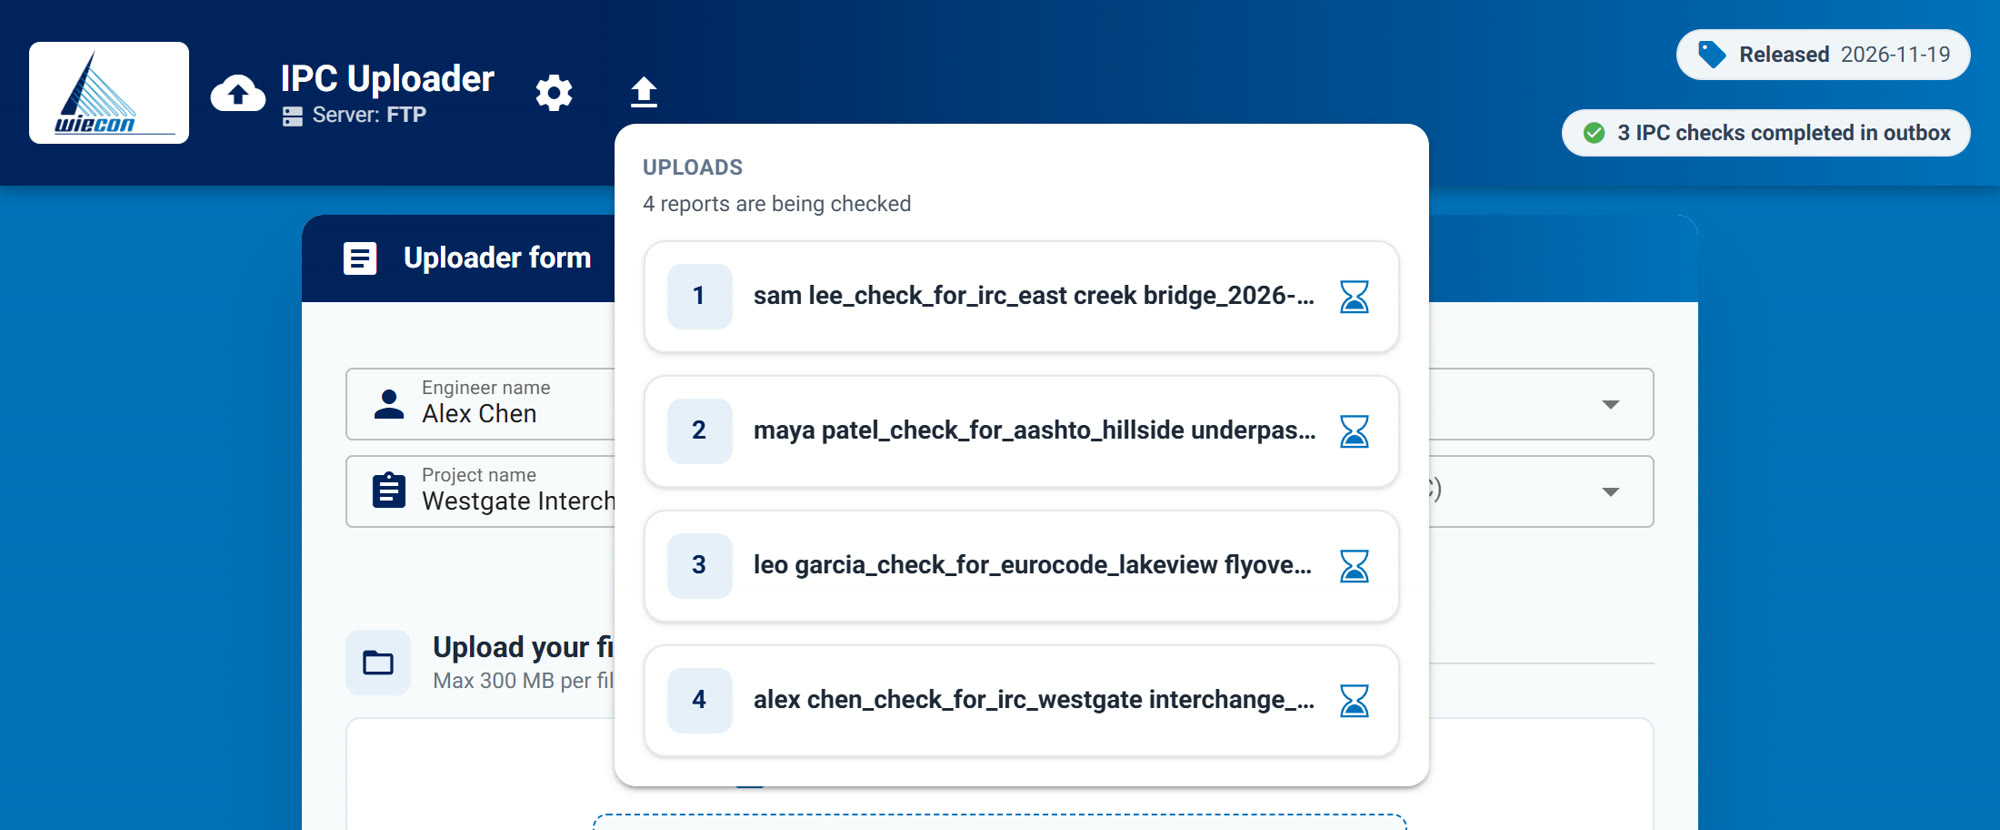 wiecon
IPC Uploader
Server: FTP
Released 2026-11-19
3 IPC checks completed in outbox
UPLOADS
4 reports are being checked
1 sam lee_check_for_irc_east creek bridge_2026-...
2 maya patel_check_for_aashto_hillside underpas...
3 leo garcia_check_for_eurocode_lakeview flyove...
4 alex chen_check_for_irc_westgate interchange_...
Uploader form
Engineer name
Alex Chen
Project name
Westgate Interch
C)
Upload your fi
Max 300 MB per fil